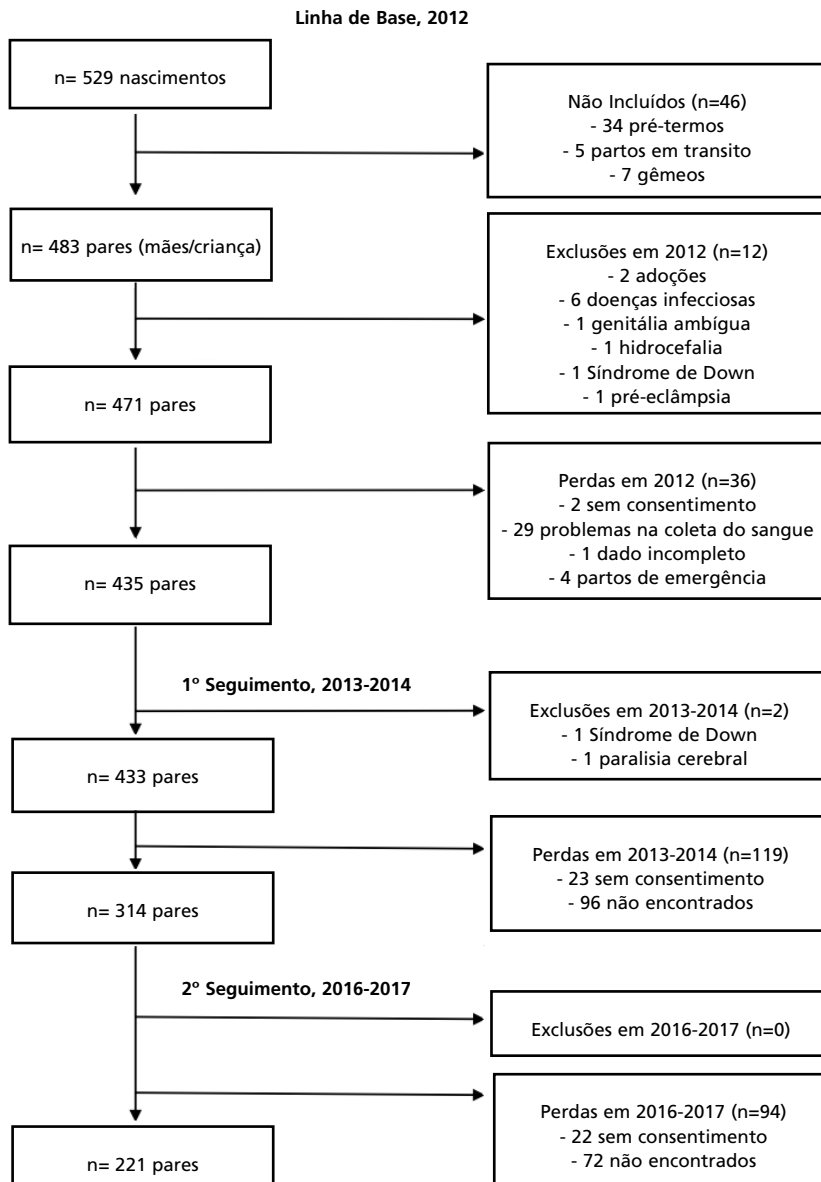 Linha de Base, 2012
n= 529 nascimentos
Não Incluídos (n=46)
- 34 pré-termos
- 5 partos em transito
- 7 gêmeos
n= 483 pares (mães/criança)
Exclusões em 2012 (n=12)
- 2 adoções
- 6 doenças infecciosas
- 1 genitália ambígua
- 1 hidrocefalia
- 1 Síndrome de Down
- 1 pré-eclâmpsia
n= 471 pares
Perdas em 2012 (n=36)
- 2 sem consentimento
- 29 problemas na coleta do sangue
- 1 dado incompleto
- 4 partos de emergência
n= 435 pares
1º Seguimento, 2013-2014
Exclusões em 2013-2014 (n=2)
- 1 Síndrome de Down
- 1 paralisia cerebral
n= 433 pares
Perdas em 2013-2014 (n=119)
- 23 sem consentimento
- 96 não encontrados
n= 314 pares
2º Seguimento, 2016-2017
Exclusões em 2016-2017 (n=0)
Perdas em 2016-2017 (n=94)
- 22 sem consentimento
- 72 não encontrados
n= 221 pares